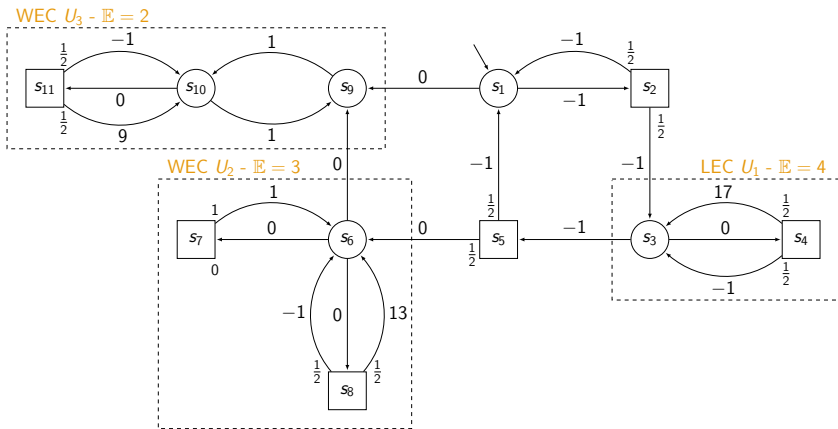 WEC U₃ - 𝔼 = 2
½
−1
1
s₁₁
0
s₁₀
s₉
0
s₁
−1
−1
½
s₂
½
½
9
1
0
−1
−1
WEC U₂ - 𝔼 = 3
LEC U₁ - 𝔼 = 4
1
1
s₇
0
0
s₆
0
½
s₅
½
−1
s₃
17
½
0
s₄
½
−1
−1
0
13
½
½
s₈